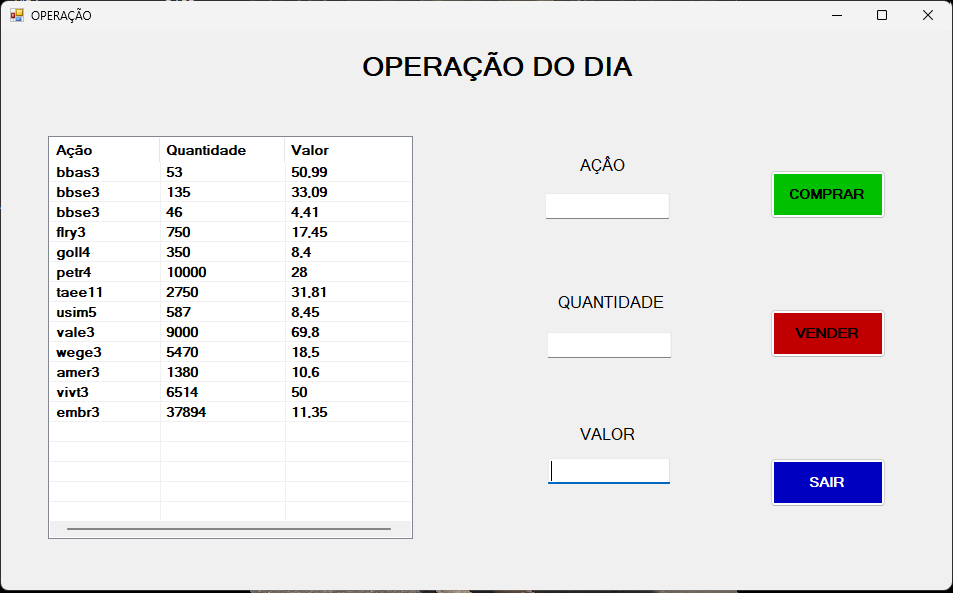 OPERAÇÃO
OPERAÇÃO DO DIA
Ação Quantidade Valor
bbas3 53 50,99
bbse3 135 33,09
bbse3 46 4,41
flry3 750 17,45
goll4 350 8,4
petr4 10000 28
taee11 2750 31,81
usim5 587 8,45
vale3 9000 69,8
wege3 5470 18,5
amer3 1380 10,6
vivt3 6514 50
embr3 37894 11,35
AÇÂO
COMPRAR
QUANTIDADE
VENDER
VALOR
SAIR